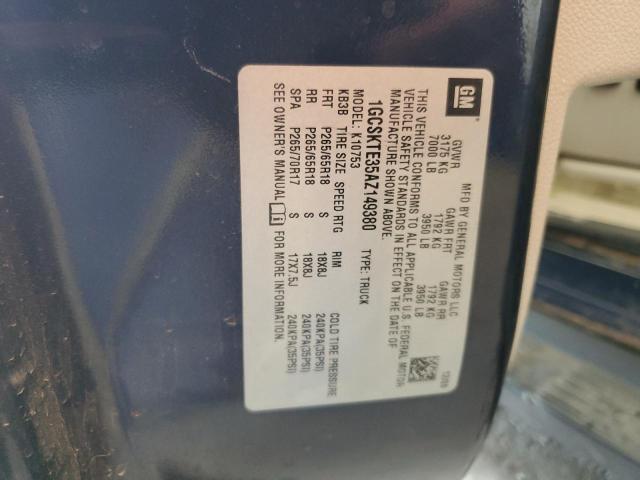 GM
MFD BY GENERAL MOTORS LLC
GVWR GAWR FRT GAWR RR
3175 KG 1792 KG 1792 KG
7000 LB 3950 LB 3950 LB
THIS VEHICLE CONFORMS TO ALL APPLICABLE U.S. FEDERAL MOTOR
VEHICLE SAFETY STANDARDS IN EFFECT ON THE DATE OF
MANUFACTURE SHOWN ABOVE.
1GCSKTE35AZ149380
MODEL: K10753 TYPE: TRUCK
KB3B TIRE SIZE SPEED RTG RIM COLD TIRE PRESSURE
FRT P265/65R18 S 18X8J 240KPA(35PSI)
RR P265/65R18 S 18X8J 240KPA(35PSI)
SPA P265/70R17 S 17X7.5J 240KPA(35PSI)
SEE OWNER'S MANUAL FOR MORE INFORMATION.